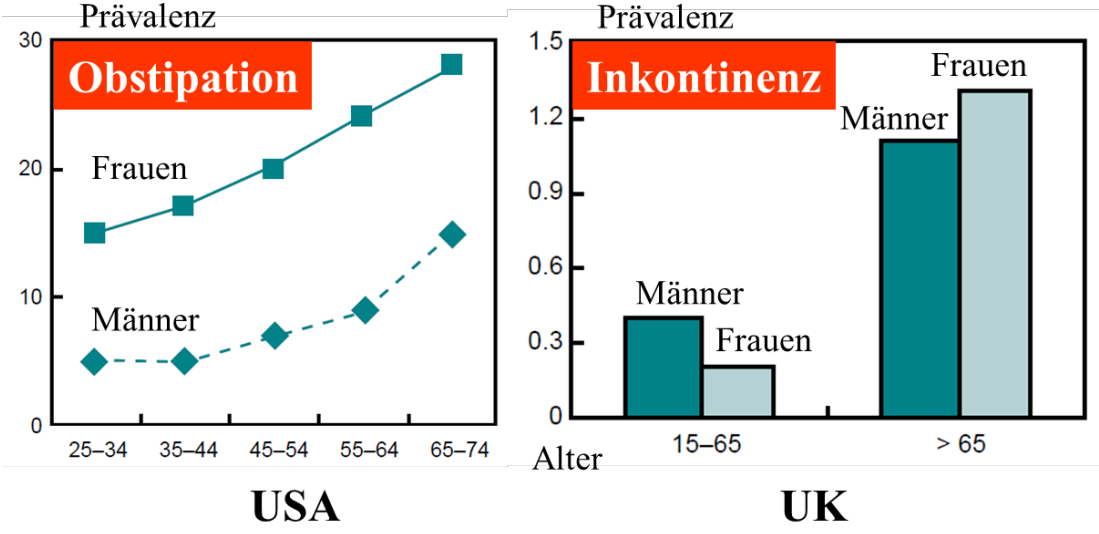 Prävalenz
30
Obstipation
20
Frauen
10
Männer
0
25–34 35–44 45–54 55–64 65–74
USA
Prävalenz
1.5
Inkontinenz
Frauen
1.2
Männer
0.9
0.6
Männer
0.3
Frauen
0
15–65 > 65
Alter
UK